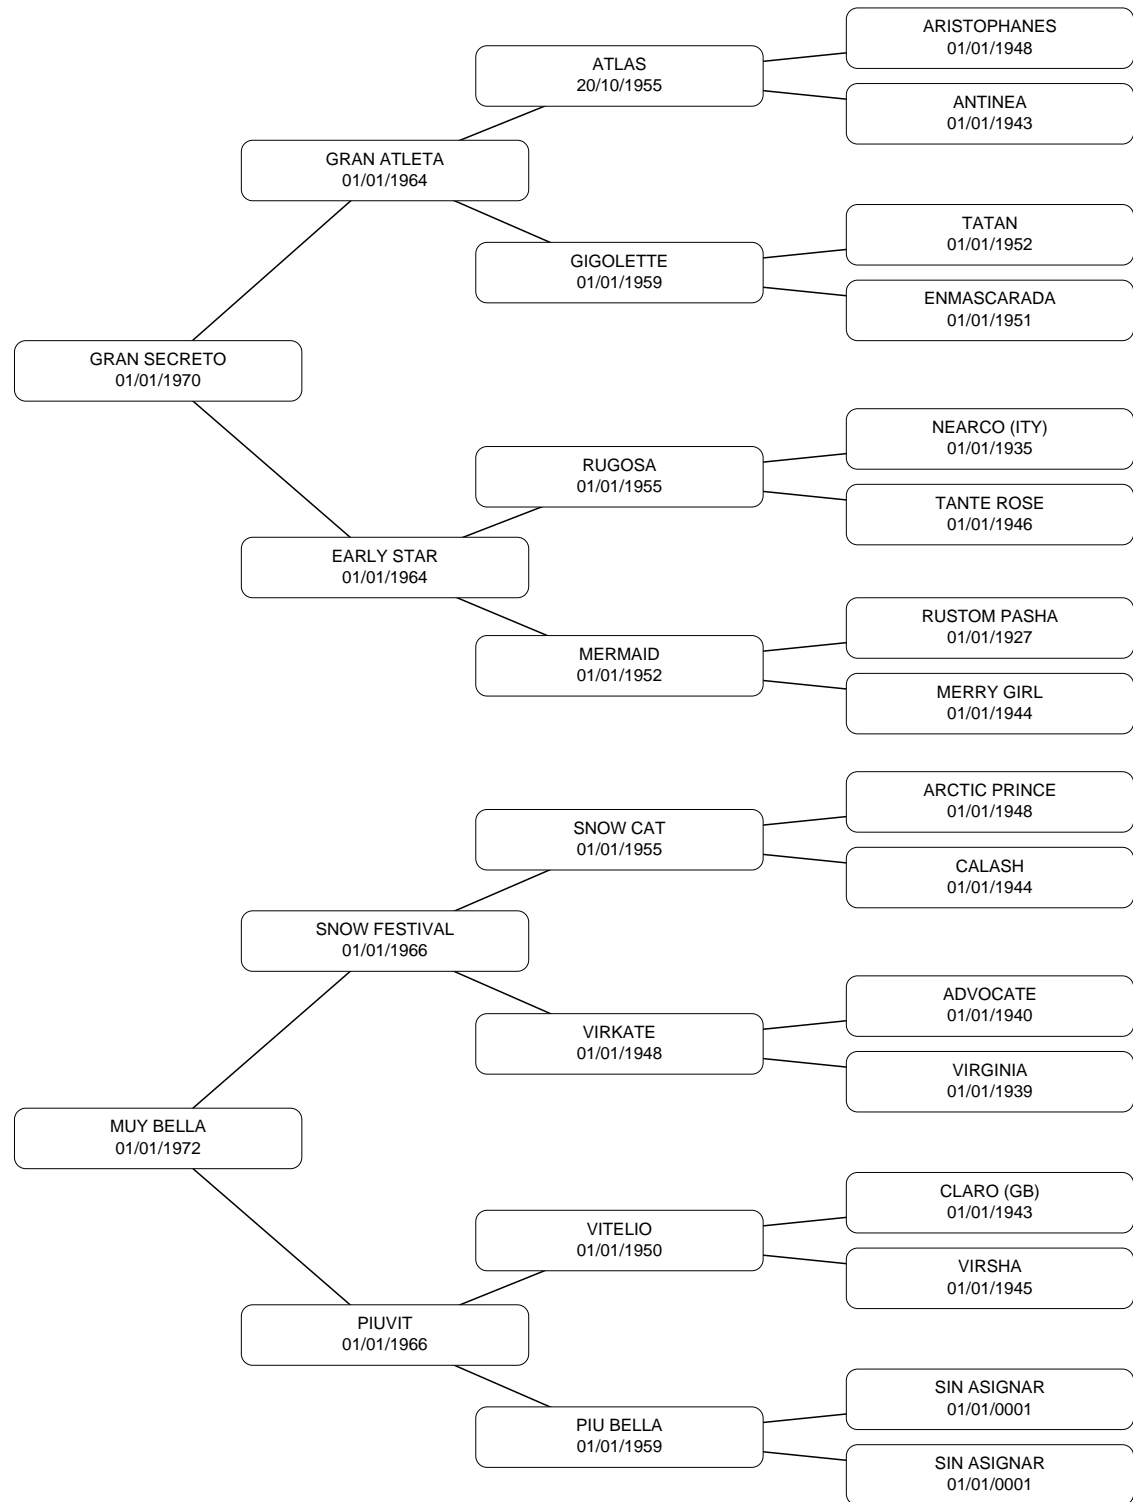 ARISTOPHANES
01/01/1948
ATLAS
20/10/1955
ANTINEA
01/01/1943
GRAN ATLETA
01/01/1964
TATAN
01/01/1952
GIGOLETTE
01/01/1959
ENMASCARADA
01/01/1951
GRAN SECRETO
01/01/1970
NEARCO (ITY)
01/01/1935
RUGOSA
01/01/1955
TANTE ROSE
01/01/1946
EARLY STAR
01/01/1964
RUSTOM PASHA
01/01/1927
MERMAID
01/01/1952
MERRY GIRL
01/01/1944
ARCTIC PRINCE
01/01/1948
SNOW CAT
01/01/1955
CALASH
01/01/1944
SNOW FESTIVAL
01/01/1966
ADVOCATE
01/01/1940
VIRKATE
01/01/1948
VIRGINIA
01/01/1939
MUY BELLA
01/01/1972
CLARO (GB)
01/01/1943
VITELIO
01/01/1950
VIRSHA
01/01/1945
PIUVIT
01/01/1966
SIN ASIGNAR
01/01/0001
PIU BELLA
01/01/1959
SIN ASIGNAR
01/01/0001